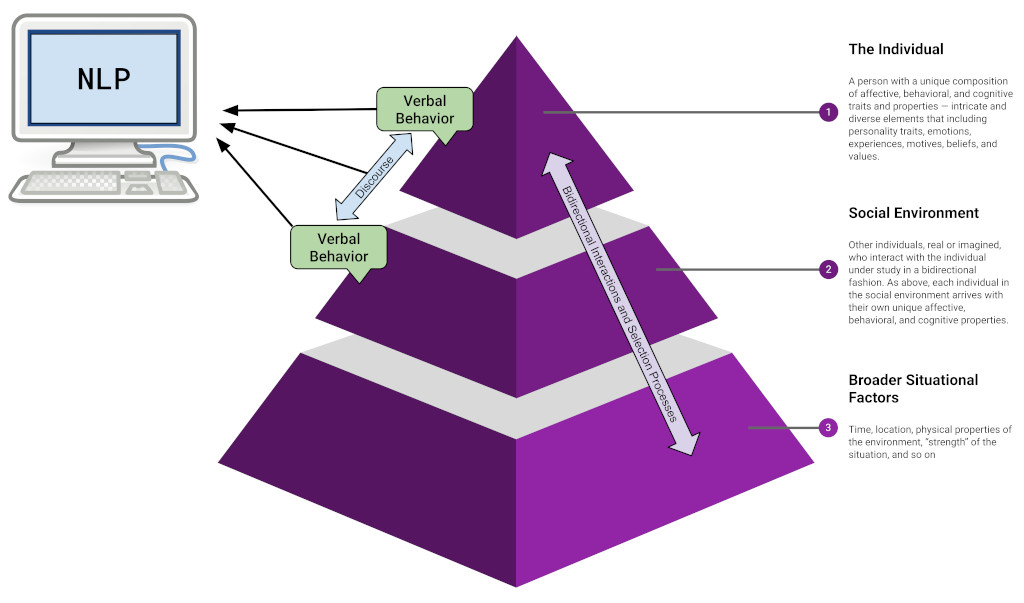 NLP
Verbal
Behavior
Discourse
Verbal
Behavior
Bidirectional Interactions and Selection Processes
The Individual
1
A person with a unique composition
of affective, behavioral, and cognitive
traits and properties — intricate and
diverse elements that including
personality traits, emotions,
experiences, motives, beliefs, and
values.
Social Environment
2
Other individuals, real or imagined,
who interact with the individual
under study in a bidirectional
fashion. As above, each individual in
the social environment arrives with
their own unique affective,
behavioral, and cognitive properties.
Broader Situational
Factors
3
Time, location, physical properties of
the environment, “strength” of the
situation, and so on